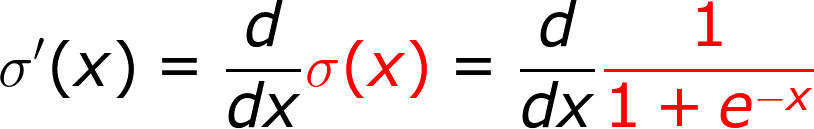 σ′(x) = d/dx σ(x) = d/dx 1/(1 + e^{−x})